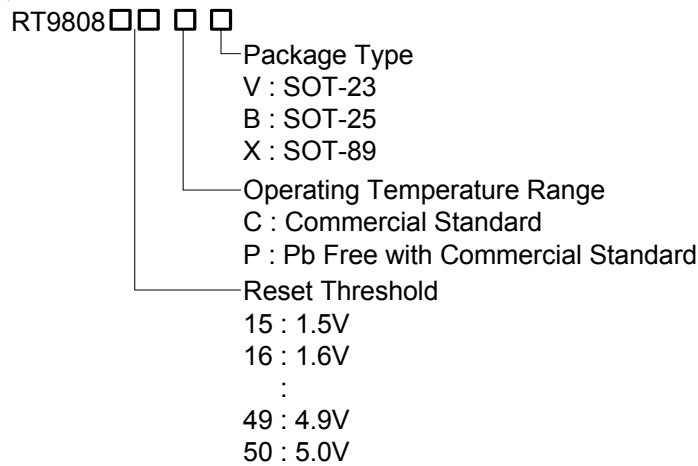 RT9808□□ □ □
Package Type
V : SOT-23
B : SOT-25
X : SOT-89
Operating Temperature Range
C : Commercial Standard
P : Pb Free with Commercial Standard
Reset Threshold
15 : 1.5V
16 : 1.6V
:
49 : 4.9V
50 : 5.0V